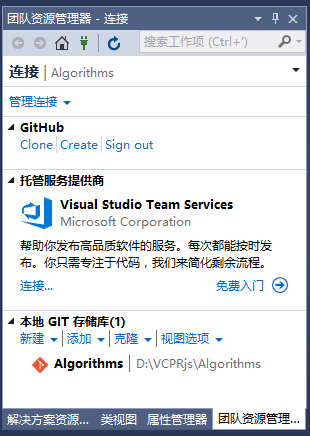 团队资源管理器 - 连接
搜索工作项 (Ctrl+')
连接 | Algorithms
管理连接
GitHub
Clone Create Sign out
托管服务提供商
Visual Studio Team Services
Microsoft Corporation
帮助你发布高品质软件的服务。每次都能按时发
布。你只需专注于代码，我们来简化剩余流程。
连接... 免费入门
本地 GIT 存储库(1)
新建 添加 克隆 视图选项
Algorithms | D:\VCPRjs\Algorithms
解决方案资源... 类视图 属性管理器 团队资源管理...